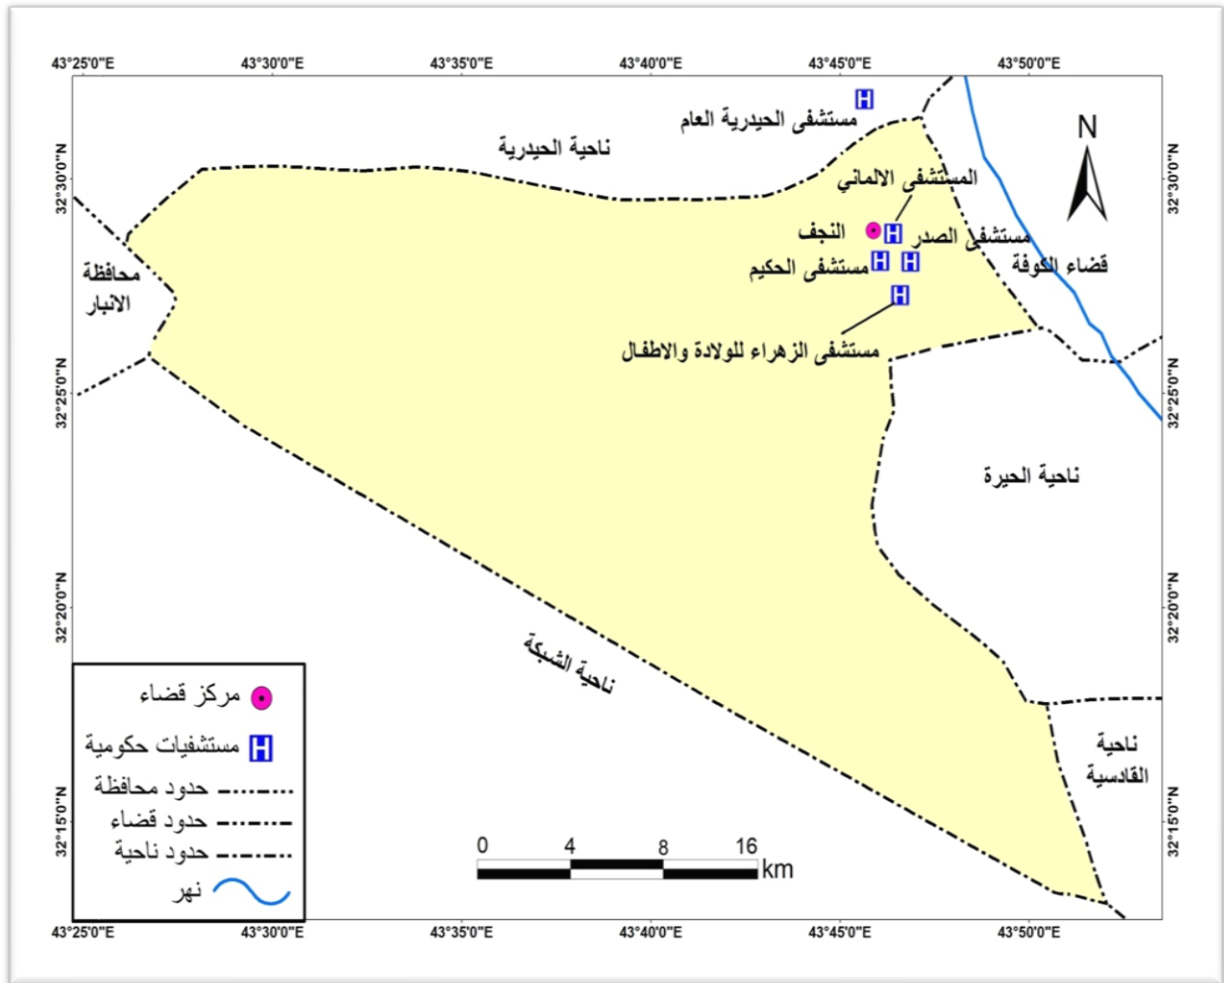 43°25'0"E 43°30'0"E 43°35'0"E 43°40'0"E 43°45'0"E 43°50'0"E
مستشفى الحيدرية العام
ناحية الحيدرية
N
32°30'0"N
32°30'0"N
المستشفى الالماني
النجف
مستشفى الصدر
قضاء الكوفة
مستشفى الحكيم
محافظة
الانبار
مستشفى الزهراء للولادة والاطفال
32°25'0"N
32°25'0"N
ناحية الحيرة
32°20'0"N
32°20'0"N
ناحية الشبكة
ناحية
القادسية
مركز قضاء
H مستشفيات حكومية
حدود محافظة
حدود قضاء
حدود ناحية
نهر
32°15'0"N
32°15'0"N
0 4 8 16
km
43°25'0"E 43°30'0"E 43°35'0"E 43°40'0"E 43°45'0"E 43°50'0"E